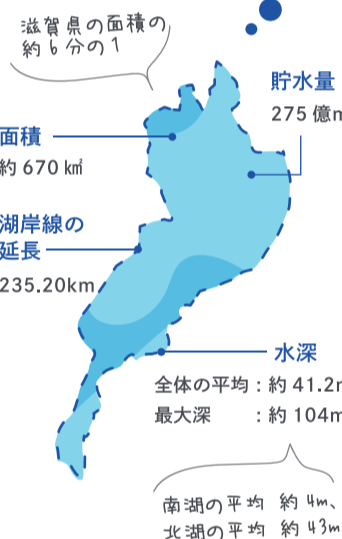 滋賀県の面積の
約6分の1
貯水量
275億m
面積
約670㎢
湖岸線の
延長
235.20km
水深
全体の平均：約41.2m
最大深　　：約104m
南湖の平均 約4m、
北湖の平均 約43m